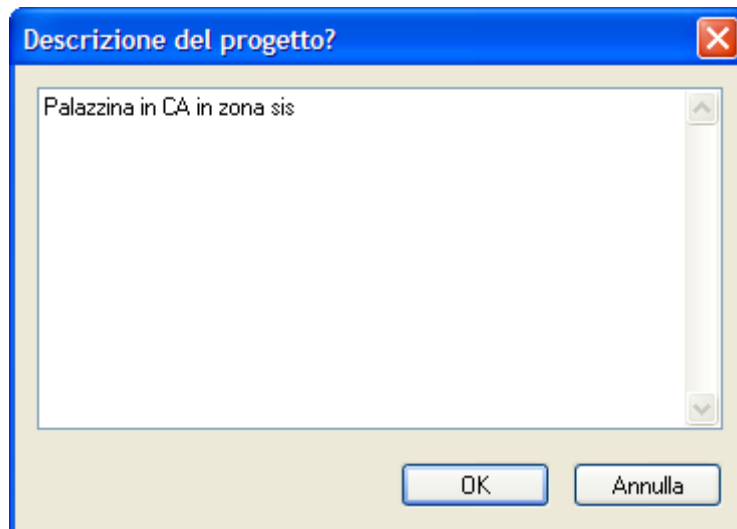 Descrizione del progetto?
Palazzina in CA in zona sis
OK
Annulla